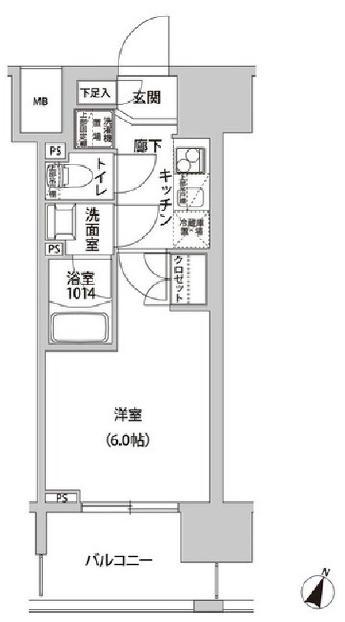 MB
下足入
玄関
洗濯機
置場
上部固定棚
廊下
PS
トイレ
上部吊戸棚
キッチン
上部吊戸棚
洗面室
冷蔵庫
置場
PS
浴室
1014
クロゼット
洋室
(6.0帖)
PS
バルコニー
N